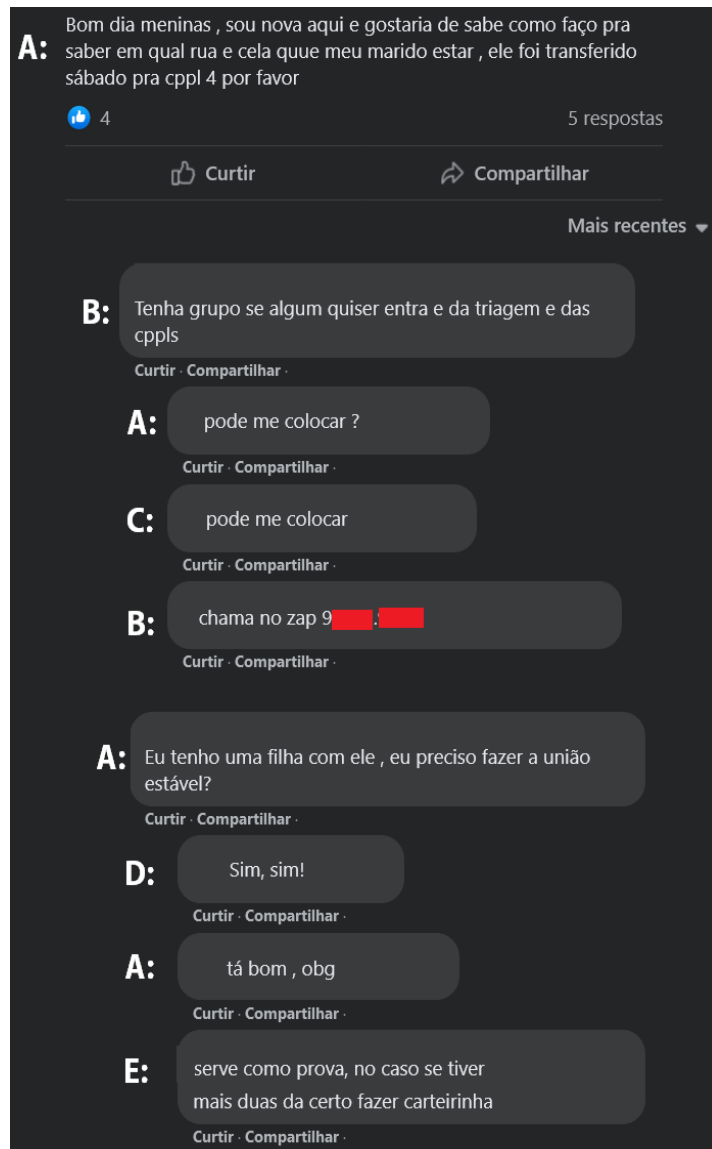 A:
Bom dia meninas , sou nova aqui e gostaria de sabe como faço pra
saber em qual rua e cela quue meu marido estar , ele foi transferido
sábado pra cppl 4 por favor
4
5 respostas
Curtir
Compartilhar
Mais recentes
B:
Tenha grupo se algum quiser entra e da triagem e das
cppls
Curtir · Compartilhar ·
A:
pode me colocar ?
Curtir · Compartilhar ·
C:
pode me colocar
Curtir · Compartilhar ·
B:
chama no zap 9
Curtir · Compartilhar ·
A:
Eu tenho uma filha com ele , eu preciso fazer a união
estável?
Curtir · Compartilhar ·
D:
Sim, sim!
Curtir · Compartilhar ·
A:
tá bom , obg
Curtir · Compartilhar ·
E:
serve como prova, no caso se tiver
mais duas da certo fazer carteirinha
Curtir · Compartilhar ·